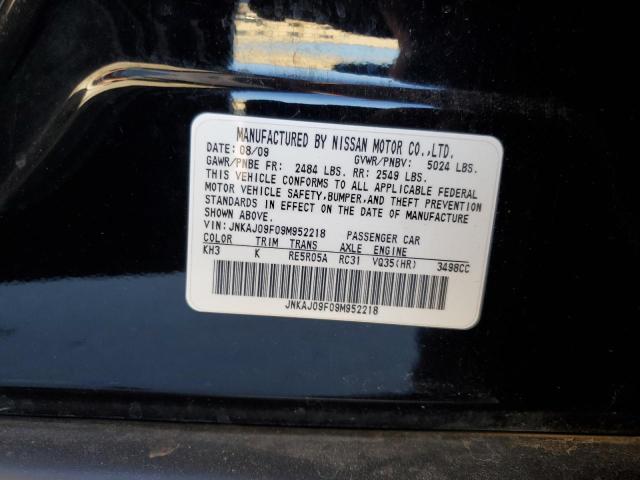 MANUFACTURED BY NISSAN MOTOR CO.,LTD.
DATE: 08/09 GVWR/PNBV: 5024 LBS.
GAWR/PNBE FR: 2484 LBS. RR: 2549 LBS.
THIS VEHICLE CONFORMS TO ALL APPLICABLE FEDERAL
MOTOR VEHICLE SAFETY,BUMPER,AND THEFT PREVENTION
STANDARDS IN EFFECT ON THE DATE OF MANUFACTURE
SHOWN ABOVE.
VIN: JNKAJ09F09M952218 PASSENGER CAR
COLOR TRIM TRANS AXLE ENGINE
KH3 K RE5R05A RC31 VQ35(HR) 3498CC
JNKAJ09F09M952218